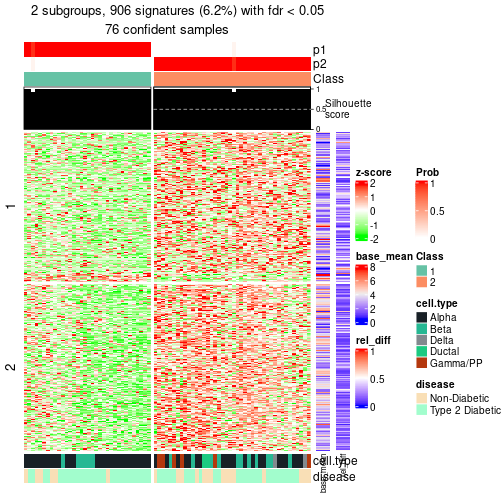 2 subgroups, 906 signatures (6.2%) with fdr < 0.05
76 confident samples
p1
p2
Class
1
0.5
0
Silhouette
score
1
2
z-score
2
1
0
-1
-2
Prob
1
0.5
0
base_mean
8
6
4
2
0
Class
1
2
rel_diff
1
0.5
0
cell.type
Alpha
Beta
Delta
Ductal
Gamma/PP
disease
Non-Diabetic
Type 2 Diabetes
cell.type
disease
base_mean